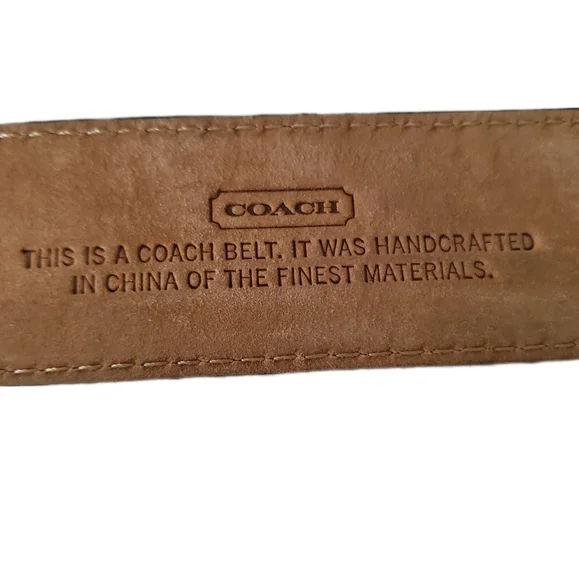 COACH
THIS IS A COACH BELT. IT WAS HANDCRAFTED
IN CHINA OF THE FINEST MATERIALS.